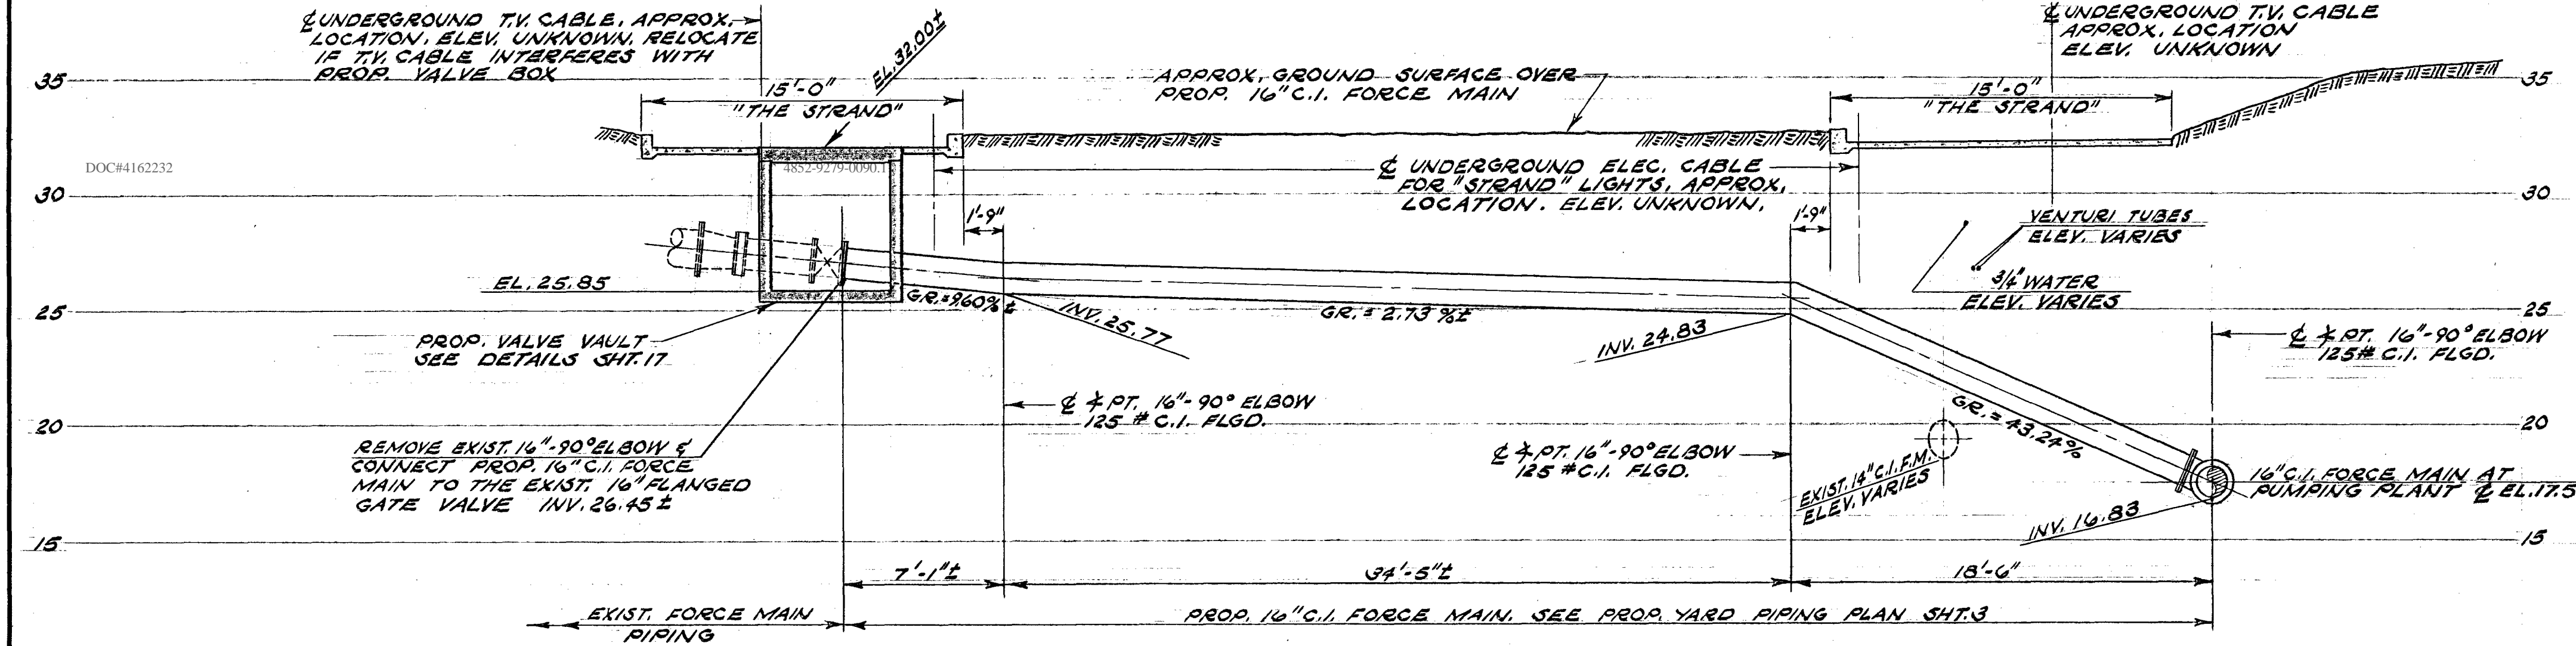 ℄ UNDERGROUND T.V. CABLE, APPROX.
LOCATION, ELEV. UNKNOWN. RELOCATE
IF T.V. CABLE INTERFERES WITH
PROP. VALVE BOX
EL. 32.00±
℄ UNDERGROUND T.V. CABLE
APPROX. LOCATION
ELEV. UNKNOWN
35
15'-0"
"THE STRAND"
APPROX. GROUND SURFACE OVER
PROP. 16" C.I. FORCE MAIN
15'-0"
"THE STRAND"
35
DOC#4162232
4852-9279-0090.1
℄ UNDERGROUND ELEC. CABLE
FOR "STRAND" LIGHTS, APPROX.
LOCATION. ELEV. UNKNOWN.
30
30
1'-9"
1'-9"
VENTURI TUBES
ELEV. VARIES
3/4" WATER
ELEV. VARIES
EL. 25.85
GR. = 9.60% ±
INV. 25.77
GR. = 2.73 % ±
INV. 24.83
25
25
PROP. VALVE VAULT
SEE DETAILS SHT. 17
℄ ∡ PT. 16"-90° ELBOW
125# C.I. FLGD.
℄ ∡ PT. 16"-90° ELBOW
125 # C.I. FLGD.
20
20
REMOVE EXIST. 16"-90° ELBOW &
CONNECT PROP. 16" C.I. FORCE
MAIN TO THE EXIST. 16" FLANGED
GATE VALVE INV. 26.45 ±
℄ ∡ PT. 16"-90° ELBOW
125 # C.I. FLGD.
EXIST. 14" C.I. F.M.
ELEV. VARIES
GR. = 43.24%
16" C.I. FORCE MAIN AT
PUMPING PLANT ℄ EL. 17.5
INV. 16.83
15
15
7'-1" ±
34'-5" ±
18'-6"
EXIST. FORCE MAIN
PIPING
PROP. 16" C.I. FORCE MAIN. SEE PROP. YARD PIPING PLAN SHT. 3